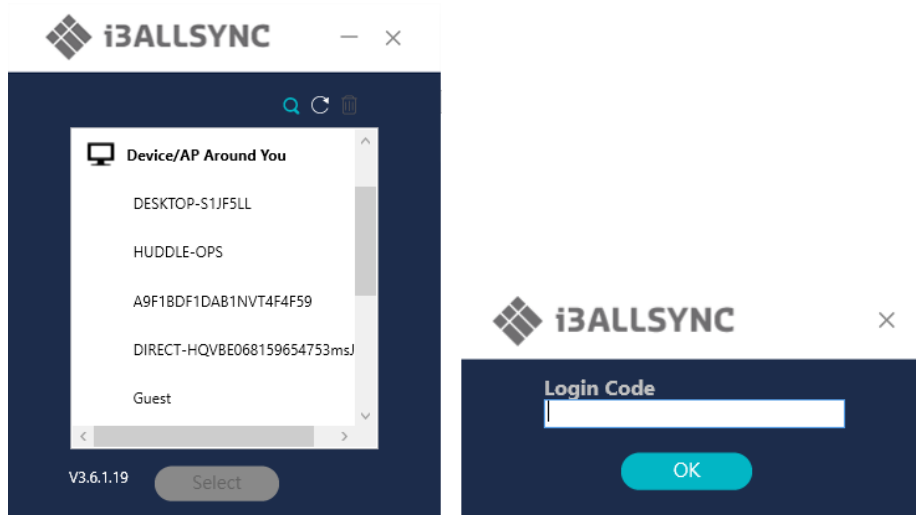 i3ALLSYNC
Device/AP Around You
DESKTOP-S1JF5LL
HUDDLE-OPS
A9F1BDF1DAB1NVT4F4F59
DIRECT-HQVBE068159654753msJ
Guest
V3.6.1.19
Select
i3ALLSYNC
Login Code
OK